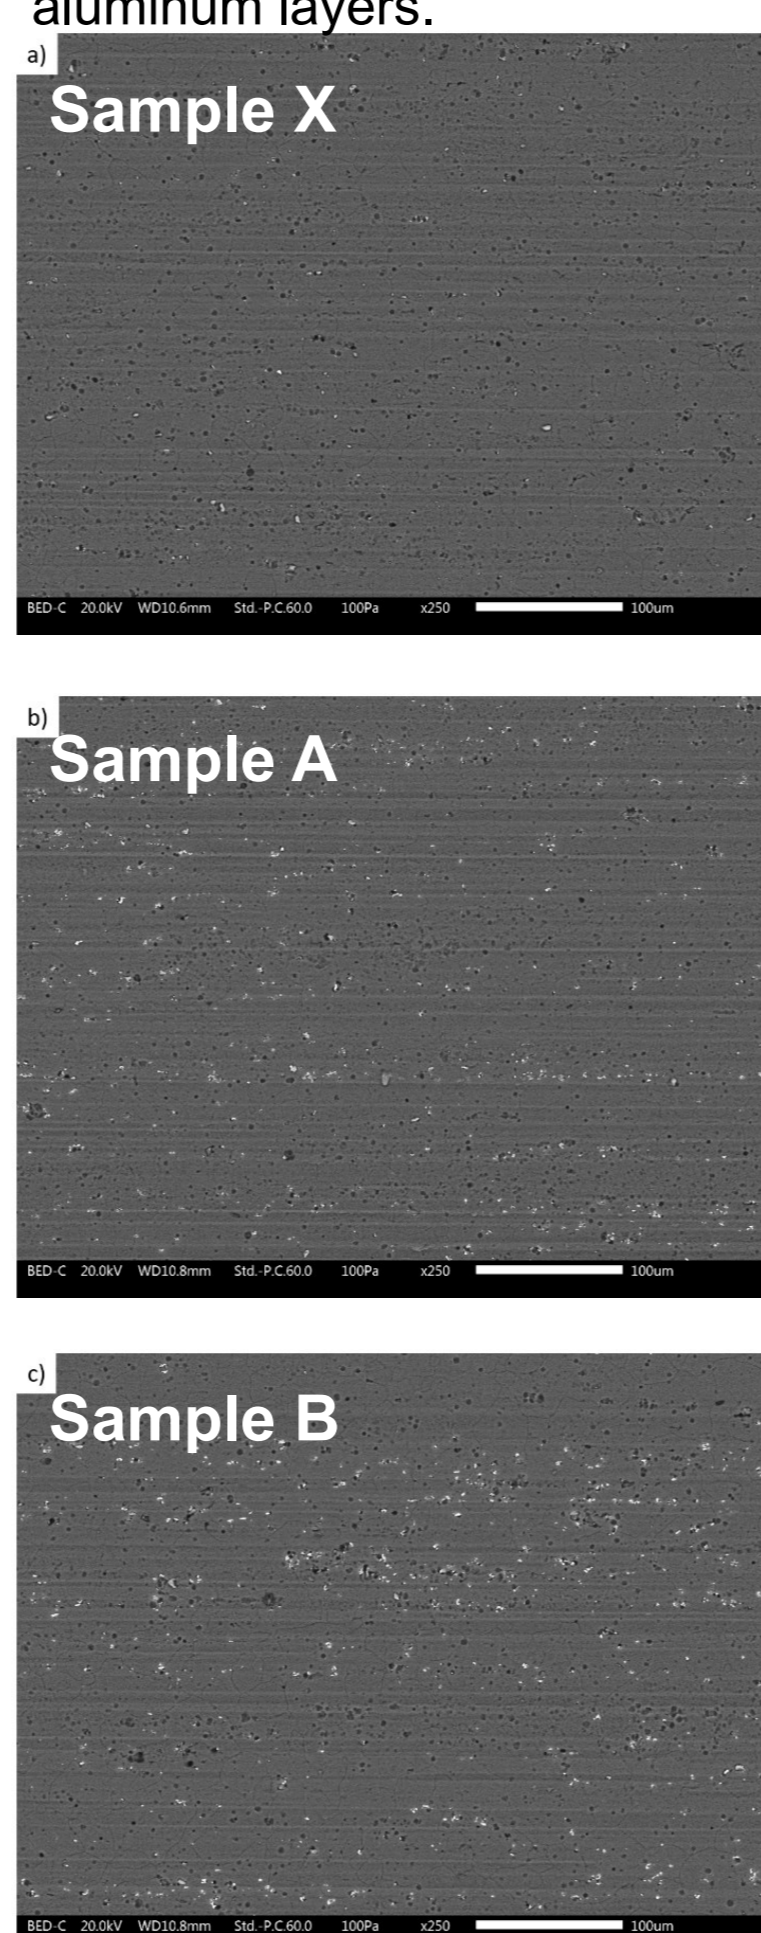 aluminum layers.
a)
Sample X
BED-C 20.0kV WD10.6mm Std.-P.C.60.0 100Pa x250 100um
b)
Sample A
BED-C 20.0kV WD10.8mm Std.-P.C.60.0 100Pa x250 100um
c)
Sample B
BED-C 20.0kV WD10.8mm Std.-P.C.60.0 100Pa x250 100um